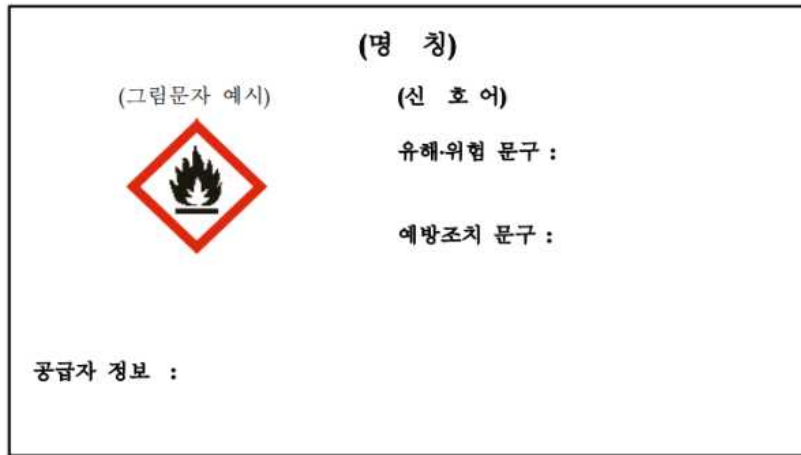 (명 칭)
(그림문자 예시)
(신 호 어)
유해·위험 문구 :
예방조치 문구 :
공급자 정보 :